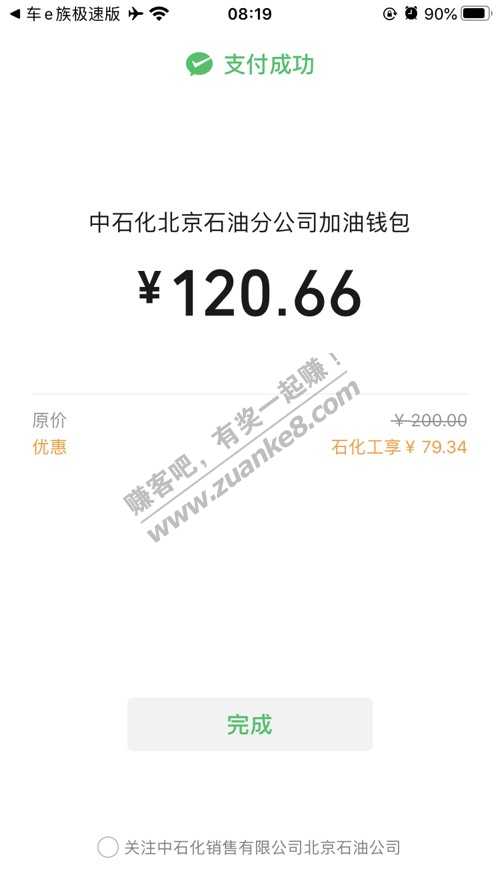 车e族极速版 08:19 90%
支付成功
中石化北京石油分公司加油钱包
¥120.66
原价 ¥ 200.00
优惠 石化工享 ¥ 79.34
赚客吧，有奖一起赚！
www.zuanke8.com
完成
关注中石化销售有限公司北京石油公司